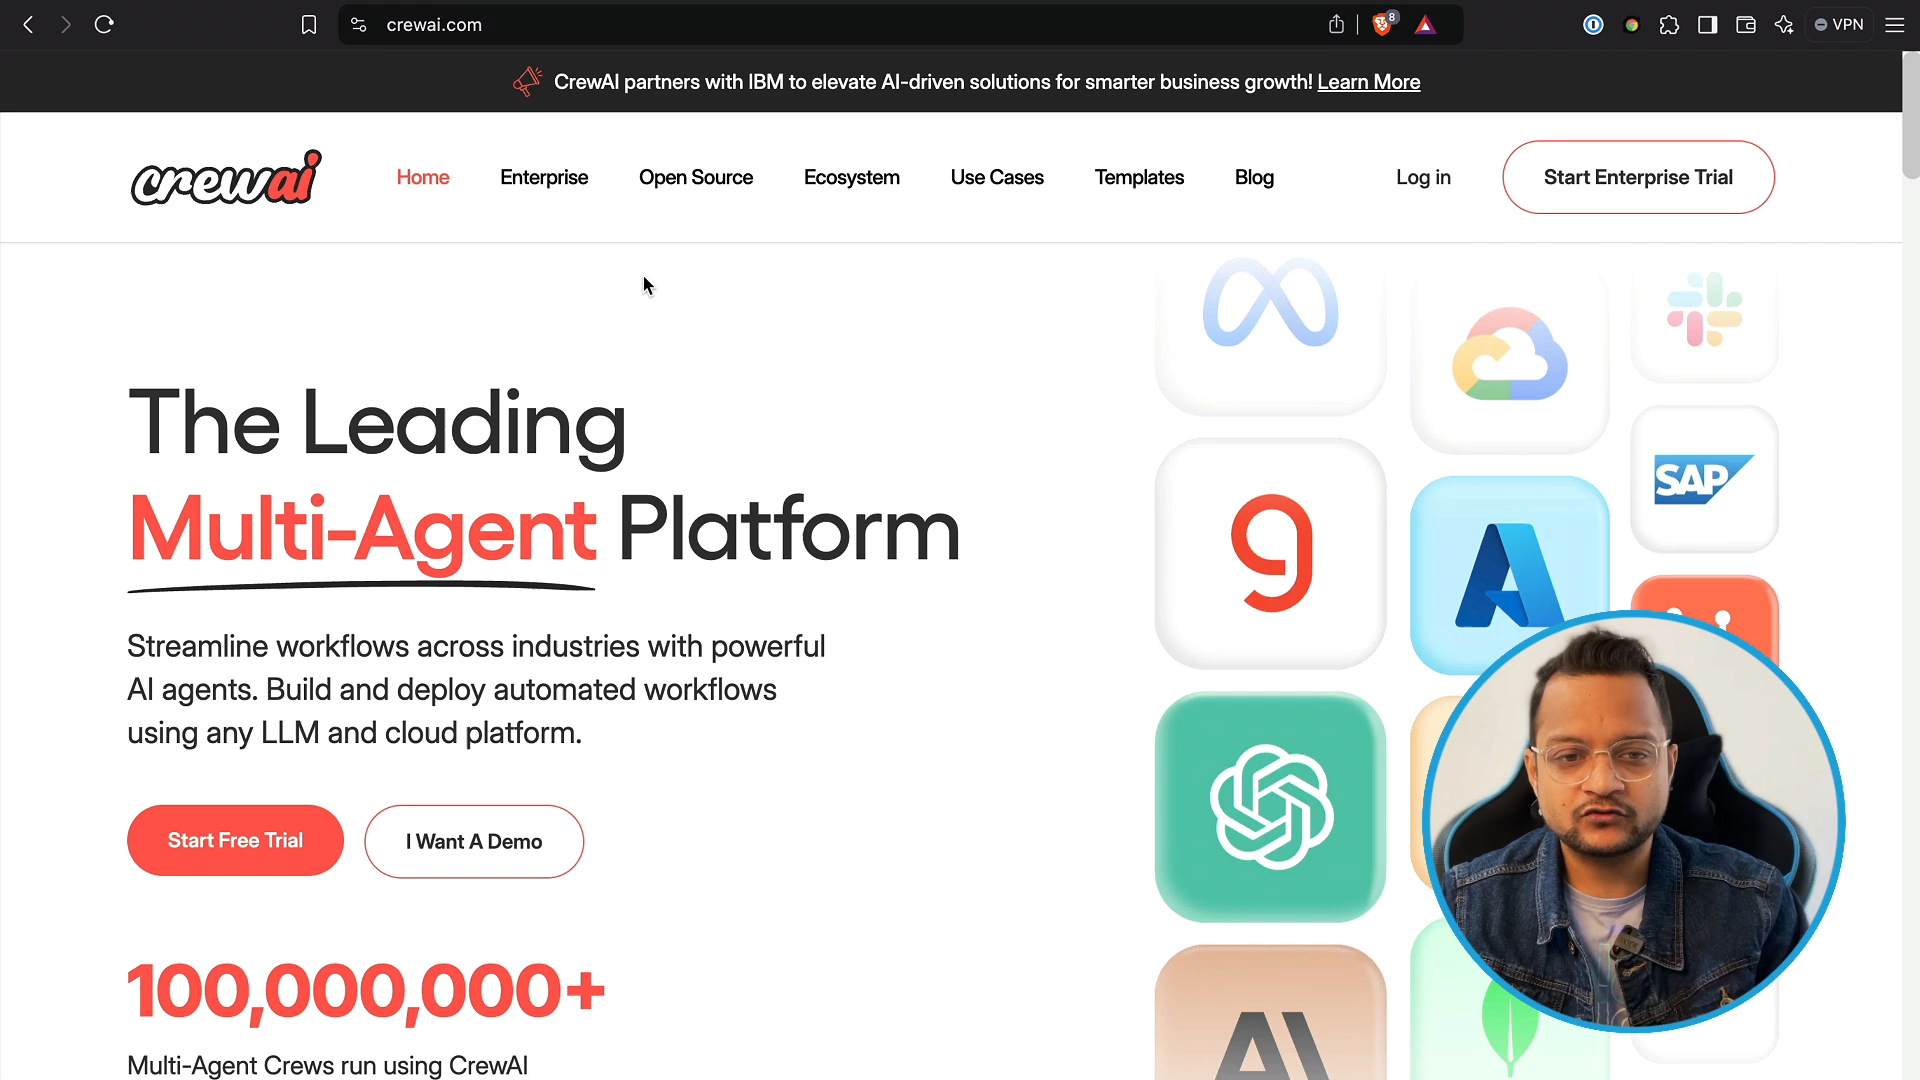 crewai.com
8
VPN
CrewAI partners with IBM to elevate AI-driven solutions for smarter business growth! Learn More
crewai
Home
Enterprise
Open Source
Ecosystem
Use Cases
Templates
Blog
Log in
Start Enterprise Trial
The Leading
Multi-Agent Platform
Streamline workflows across industries with powerful
AI agents. Build and deploy automated workflows
using any LLM and cloud platform.
Start Free Trial
I Want A Demo
100,000,000+
Multi-Agent Crews run using CrewAI
SAP